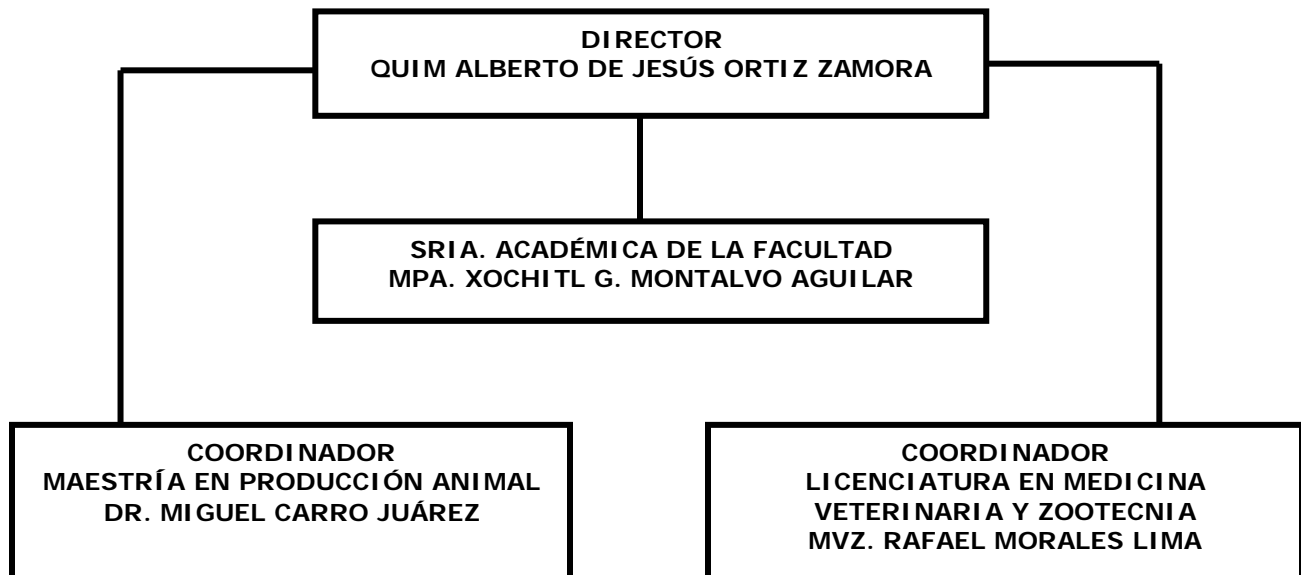 DIRECTOR
QUIM ALBERTO DE JESÚS ORTIZ ZAMORA
SRIA. ACADÉMICA DE LA FACULTAD
MPA. XOCHITL G. MONTALVO AGUILAR
COORDINADOR
MAESTRÍA EN PRODUCCIÓN ANIMAL
DR. MIGUEL CARRO JUÁREZ
COORDINADOR
LICENCIATURA EN MEDICINA
VETERINARIA Y ZOOTECNIA
MVZ. RAFAEL MORALES LIMA